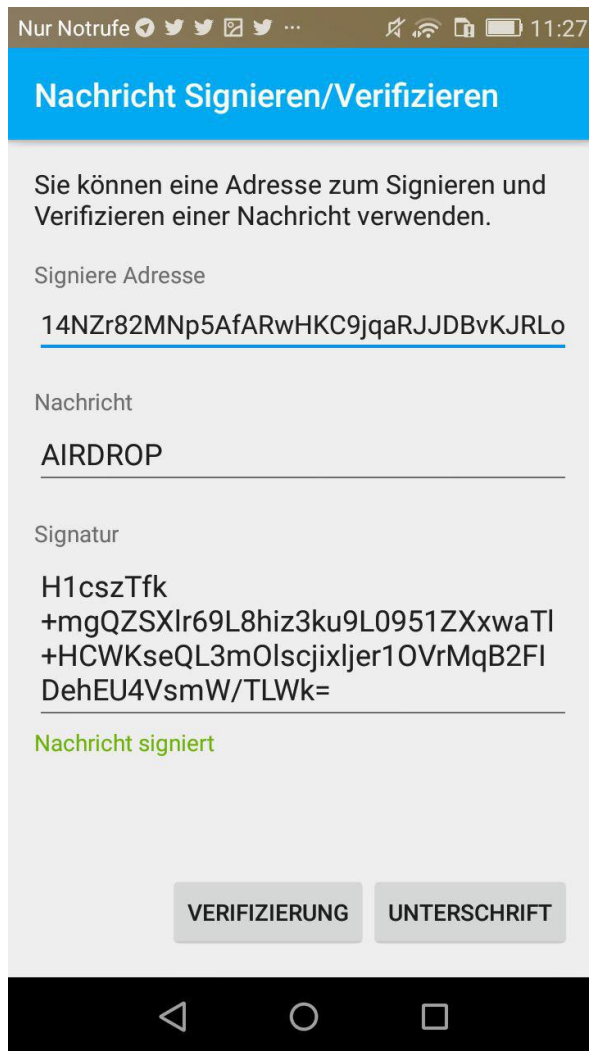 Nur Notrufe ... 11:27
Nachricht Signieren/Verifizieren
Sie können eine Adresse zum Signieren und
Verifizieren einer Nachricht verwenden.
Signiere Adresse
14NZr82MNp5AfARwHKC9jqaRJJDBvKJRLo
Nachricht
AIRDROP
Signatur
H1cszTfk
+mgQZSXlr69L8hiz3ku9L0951ZXxwaTl
+HCWKseQL3mOlscjixljer1OVrMqB2FI
DehEU4VsmW/TLWk=
Nachricht signiert
VERIFIZIERUNG UNTERSCHRIFT